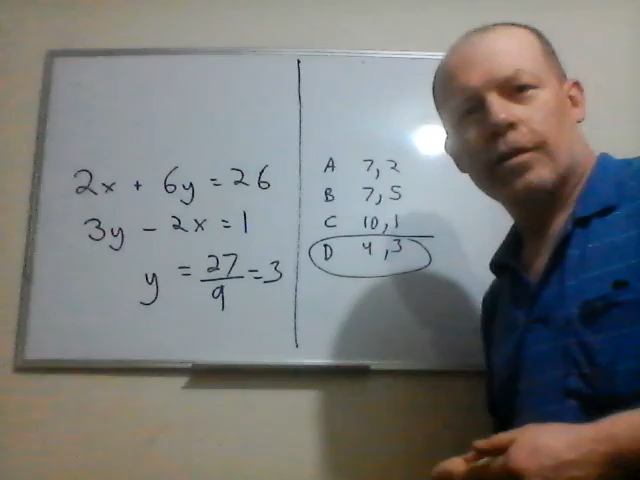 2x + 6y = 26
3y - 2x = 1
y = 27/9 = 3
A 7,2
B 7,5
C 10,1
D 4,3